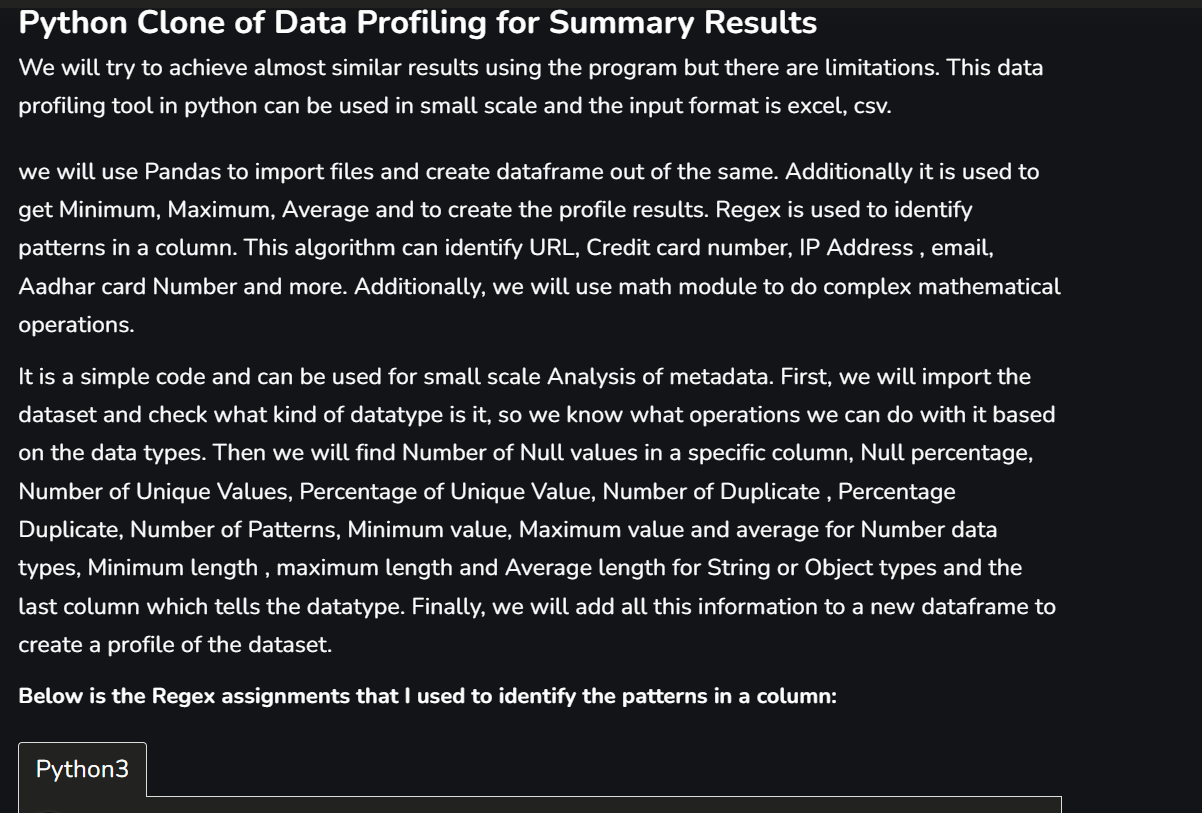 Python Clone of Data Profiling for Summary Results
We will try to achieve almost similar results using the program but there are limitations. This data
profiling tool in python can be used in small scale and the input format is excel, csv.
we will use Pandas to import files and create dataframe out of the same. Additionally it is used to
get Minimum, Maximum, Average and to create the profile results. Regex is used to identify
patterns in a column. This algorithm can identify URL, Credit card number, IP Address , email,
Aadhar card Number and more. Additionally, we will use math module to do complex mathematical
operations.
It is a simple code and can be used for small scale Analysis of metadata. First, we will import the
dataset and check what kind of datatype is it, so we know what operations we can do with it based
on the data types. Then we will find Number of Null values in a specific column, Null percentage,
Number of Unique Values, Percentage of Unique Value, Number of Duplicate , Percentage
Duplicate, Number of Patterns, Minimum value, Maximum value and average for Number data
types, Minimum length , maximum length and Average length for String or Object types and the
last column which tells the datatype. Finally, we will add all this information to a new dataframe to
create a profile of the dataset.
Below is the Regex assignments that I used to identify the patterns in a column:
Python3